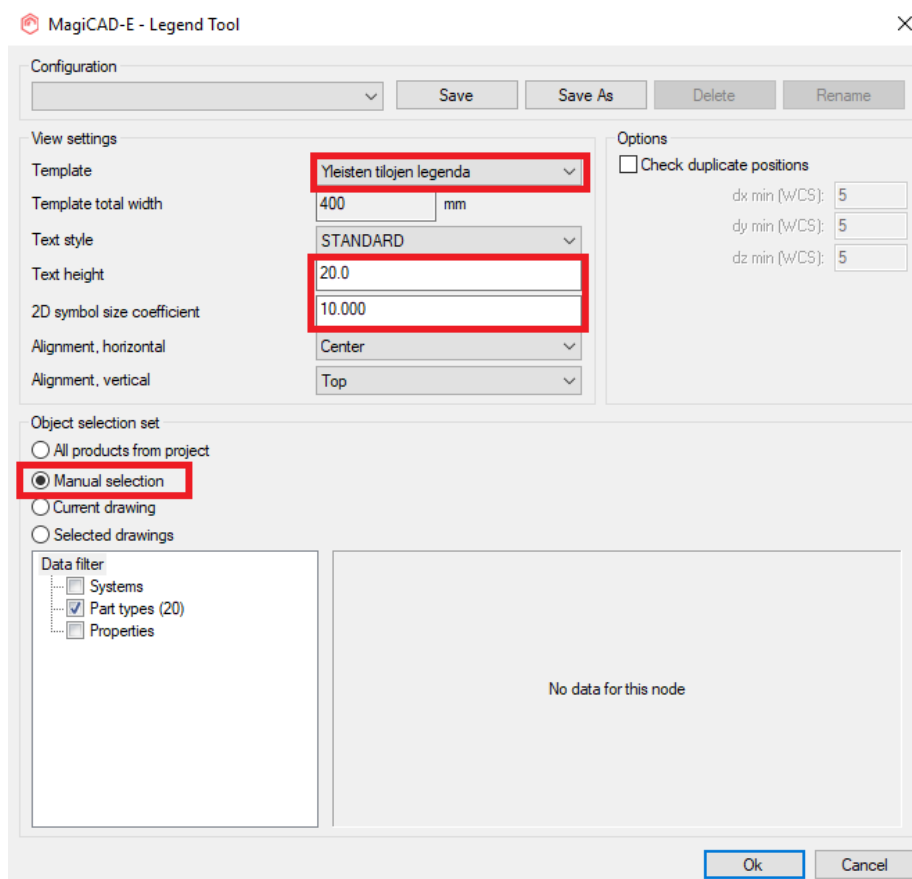 MagiCAD-E - Legend Tool
Configuration
Save Save As Delete Rename
View settings
Template Yleisten tilojen legenda
Template total width 400 mm
Text style STANDARD
Text height 20.0
2D symbol size coefficient 10.000
Alignment, horizontal Center
Alignment, vertical Top
Options
Check duplicate positions
dx min (WCS): 5
dy min (WCS): 5
dz min (WCS): 5
Object selection set
All products from project
Manual selection
Current drawing
Selected drawings
Data filter
Systems
Part types (20)
Properties
No data for this node
Ok Cancel